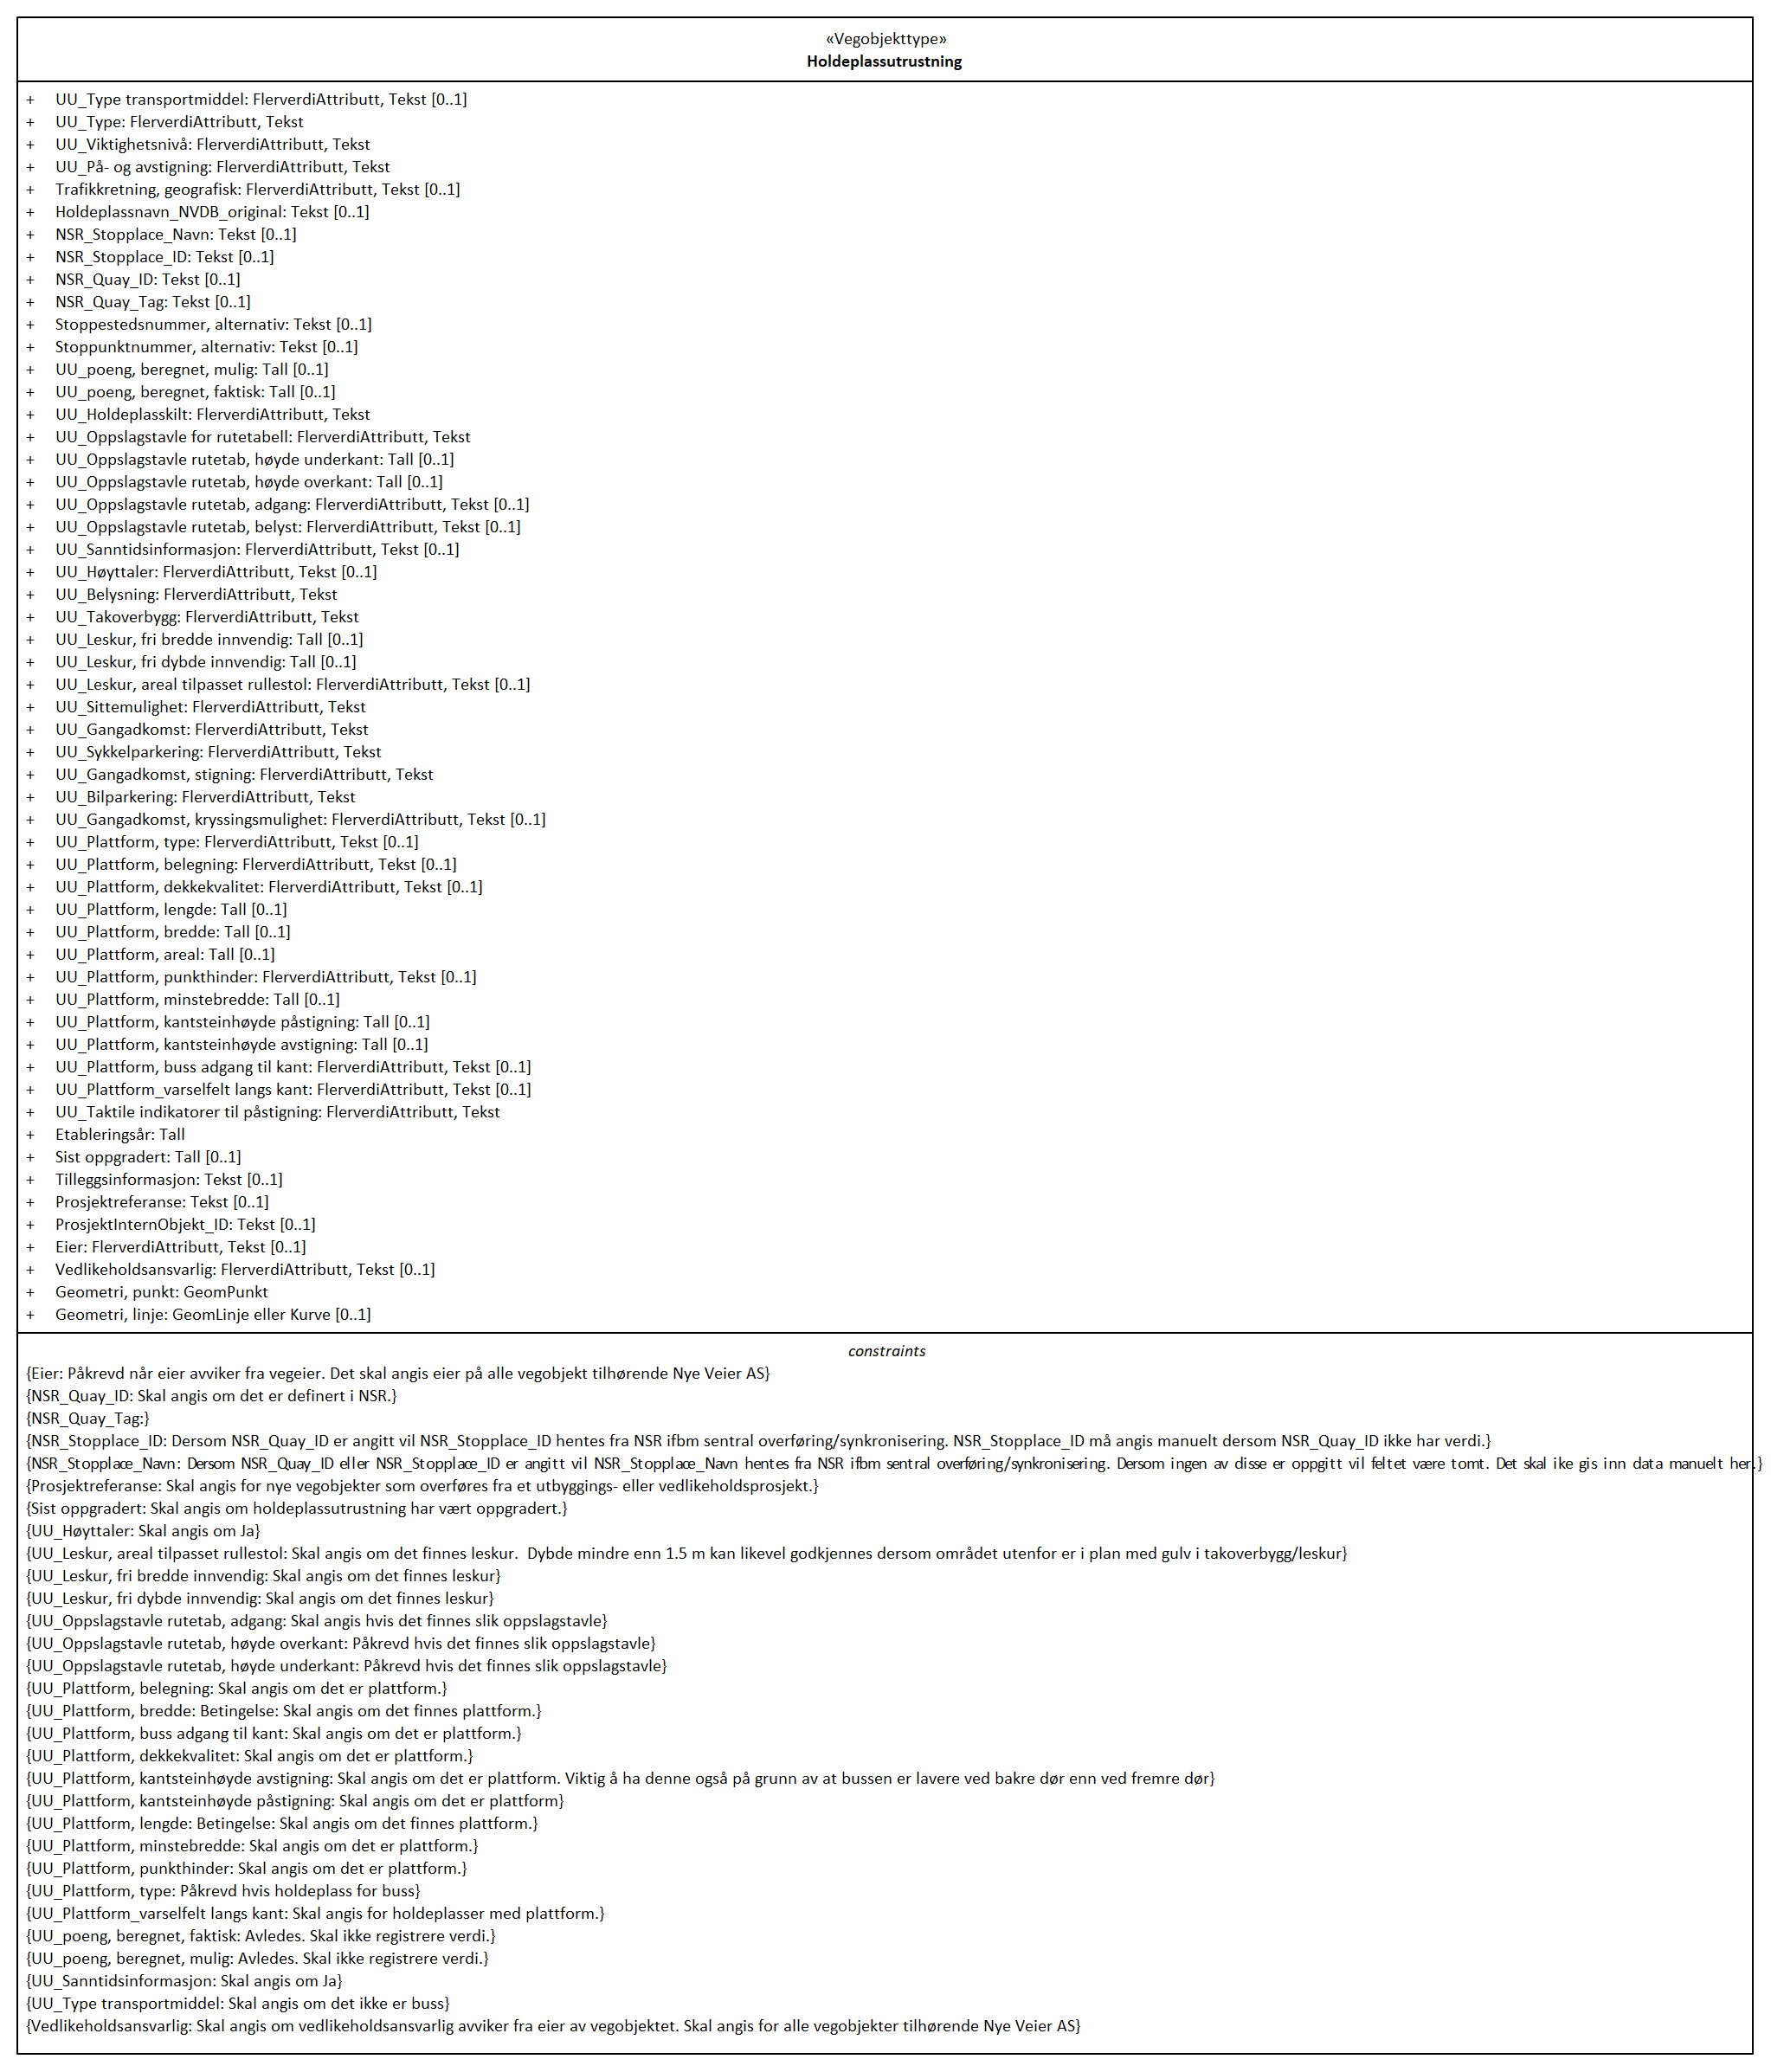 «Vegobjekttype»
Holdeplassutrustning
+ UU_Type transportmiddel: FlerverdiAttributt, Tekst [0..1]
+ UU_Type: FlerverdiAttributt, Tekst
+ UU_Viktighetsnivå: FlerverdiAttributt, Tekst
+ UU_På- og avstigning: FlerverdiAttributt, Tekst
+ Trafikkretning, geografisk: FlerverdiAttributt, Tekst [0..1]
+ Holdeplassnavn_NVDB_original: Tekst [0..1]
+ NSR_Stopplace_Navn: Tekst [0..1]
+ NSR_Stopplace_ID: Tekst [0..1]
+ NSR_Quay_ID: Tekst [0..1]
+ NSR_Quay_Tag: Tekst [0..1]
+ Stoppestedsnummer, alternativ: Tekst [0..1]
+ Stoppunktnummer, alternativ: Tekst [0..1]
+ UU_poeng, beregnet, mulig: Tall [0..1]
+ UU_poeng, beregnet, faktisk: Tall [0..1]
+ UU_Holdeplasskilt: FlerverdiAttributt, Tekst
+ UU_Oppslagstavle for rutetabell: FlerverdiAttributt, Tekst
+ UU_Oppslagstavle rutetab, høyde underkant: Tall [0..1]
+ UU_Oppslagstavle rutetab, høyde overkant: Tall [0..1]
+ UU_Oppslagstavle rutetab, adgang: FlerverdiAttributt, Tekst [0..1]
+ UU_Oppslagstavle rutetab, belyst: FlerverdiAttributt, Tekst [0..1]
+ UU_Sanntidsinformasjon: FlerverdiAttributt, Tekst [0..1]
+ UU_Høyttaler: FlerverdiAttributt, Tekst [0..1]
+ UU_Belysning: FlerverdiAttributt, Tekst
+ UU_Takoverbygg: FlerverdiAttributt, Tekst
+ UU_Leskur, fri bredde innvendig: Tall [0..1]
+ UU_Leskur, fri dybde innvendig: Tall [0..1]
+ UU_Leskur, areal tilpasset rullestol: FlerverdiAttributt, Tekst [0..1]
+ UU_Sittemulighet: FlerverdiAttributt, Tekst
+ UU_Gangadkomst: FlerverdiAttributt, Tekst
+ UU_Sykkelparkering: FlerverdiAttributt, Tekst
+ UU_Gangadkomst, stigning: FlerverdiAttributt, Tekst
+ UU_Bilparkering: FlerverdiAttributt, Tekst
+ UU_Gangadkomst, kryssingsmulighet: FlerverdiAttributt, Tekst [0..1]
+ UU_Plattform, type: FlerverdiAttributt, Tekst [0..1]
+ UU_Plattform, belegning: FlerverdiAttributt, Tekst [0..1]
+ UU_Plattform, dekkekvalitet: FlerverdiAttributt, Tekst [0..1]
+ UU_Plattform, lengde: Tall [0..1]
+ UU_Plattform, bredde: Tall [0..1]
+ UU_Plattform, areal: Tall [0..1]
+ UU_Plattform, punkthinder: FlerverdiAttributt, Tekst [0..1]
+ UU_Plattform, minstebredde: Tall [0..1]
+ UU_Plattform, kantsteinhøyde påstigning: Tall [0..1]
+ UU_Plattform, kantsteinhøyde avstigning: Tall [0..1]
+ UU_Plattform, buss adgang til kant: FlerverdiAttributt, Tekst [0..1]
+ UU_Plattform_varselfelt langs kant: FlerverdiAttributt, Tekst [0..1]
+ UU_Taktile indikatorer til påstigning: FlerverdiAttributt, Tekst
+ Etableringsår: Tall
+ Sist oppgradert: Tall [0..1]
+ Tilleggsinformasjon: Tekst [0..1]
+ Prosjektreferanse: Tekst [0..1]
+ ProsjektInternObjekt_ID: Tekst [0..1]
+ Eier: FlerverdiAttributt, Tekst [0..1]
+ Vedlikeholdsansvarlig: FlerverdiAttributt, Tekst [0..1]
+ Geometri, punkt: GeomPunkt
+ Geometri, linje: GeomLinje eller Kurve [0..1]
constraints
{Eier: Påkrevd når eier avviker fra vegeier. Det skal angis eier på alle vegobjekt tilhørende Nye Veier AS}
{NSR_Quay_ID: Skal angis om det er definert i NSR.}
{NSR_Quay_Tag:}
{NSR_Stopplace_ID: Dersom NSR_Quay_ID er angitt vil NSR_Stopplace_ID hentes fra NSR ifbm sentral overføring/synkronisering. NSR_Stopplace_ID må angis manuelt dersom NSR_Quay_ID ikke har verdi.}
{NSR_Stopplace_Navn: Dersom NSR_Quay_ID eller NSR_Stopplace_ID er angitt vil NSR_Stopplace_Navn hentes fra NSR ifbm sentral overføring/synkronisering. Dersom ingen av disse er oppgitt vil feltet være tomt. Det skal ike gis inn data manuelt her.}
{Prosjektreferanse: Skal angis for nye vegobjekter som overføres fra et utbyggings- eller vedlikeholdsprosjekt.}
{Sist oppgradert: Skal angis om holdeplassutrustning har vært oppgradert.}
{UU_Høyttaler: Skal angis om Ja}
{UU_Leskur, areal tilpasset rullestol: Skal angis om det finnes leskur.  Dybde mindre enn 1.5 m kan likevel godkjennes dersom området utenfor er i plan med gulv i takoverbygg/leskur}
{UU_Leskur, fri bredde innvendig: Skal angis om det finnes leskur}
{UU_Leskur, fri dybde innvendig: Skal angis om det finnes leskur}
{UU_Oppslagstavle rutetab, adgang: Skal angis hvis det finnes slik oppslagstavle}
{UU_Oppslagstavle rutetab, høyde overkant: Påkrevd hvis det finnes slik oppslagstavle}
{UU_Oppslagstavle rutetab, høyde underkant: Påkrevd hvis det finnes slik oppslagstavle}
{UU_Plattform, belegning: Skal angis om det er plattform.}
{UU_Plattform, bredde: Betingelse: Skal angis om det finnes plattform.}
{UU_Plattform, buss adgang til kant: Skal angis om det er plattform.}
{UU_Plattform, dekkekvalitet: Skal angis om det er plattform.}
{UU_Plattform, kantsteinhøyde avstigning: Skal angis om det er plattform. Viktig å ha denne også på grunn av at bussen er lavere ved bakre dør enn ved fremre dør}
{UU_Plattform, kantsteinhøyde påstigning: Skal angis om det er plattform}
{UU_Plattform, lengde: Betingelse: Skal angis om det finnes plattform.}
{UU_Plattform, minstebredde: Skal angis om det er plattform.}
{UU_Plattform, punkthinder: Skal angis om det er plattform.}
{UU_Plattform, type: Påkrevd hvis holdeplass for buss}
{UU_Plattform_varselfelt langs kant: Skal angis for holdeplasser med plattform.}
{UU_poeng, beregnet, faktisk: Avledes. Skal ikke registrere verdi.}
{UU_poeng, beregnet, mulig: Avledes. Skal ikke registrere verdi.}
{UU_Sanntidsinformasjon: Skal angis om Ja}
{UU_Type transportmiddel: Skal angis om det ikke er buss}
{Vedlikeholdsansvarlig: Skal angis om vedlikeholdsansvarlig avviker fra eier av vegobjektet. Skal angis for alle vegobjekter tilhørende Nye Veier AS}